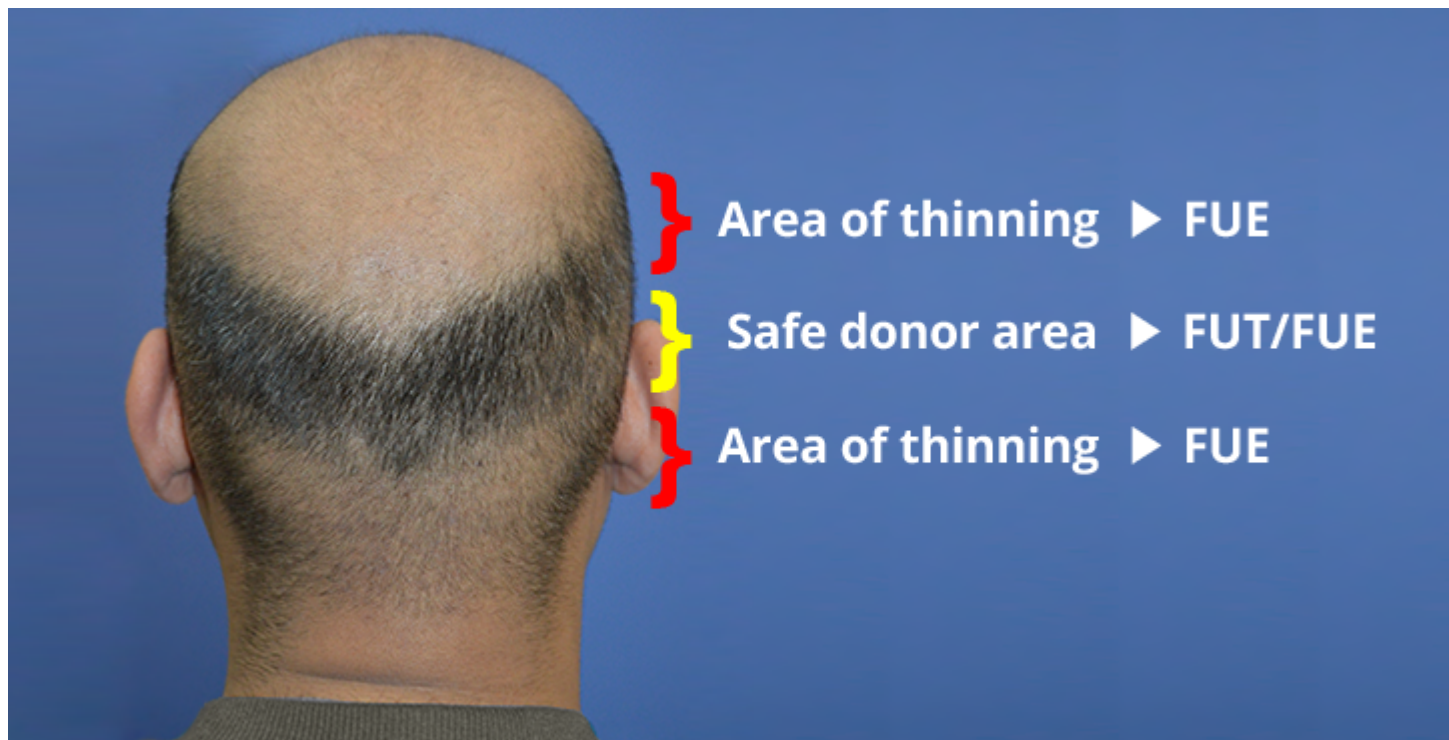 Area of thinning ▶ FUE
Safe donor area ▶ FUT/FUE
Area of thinning ▶ FUE